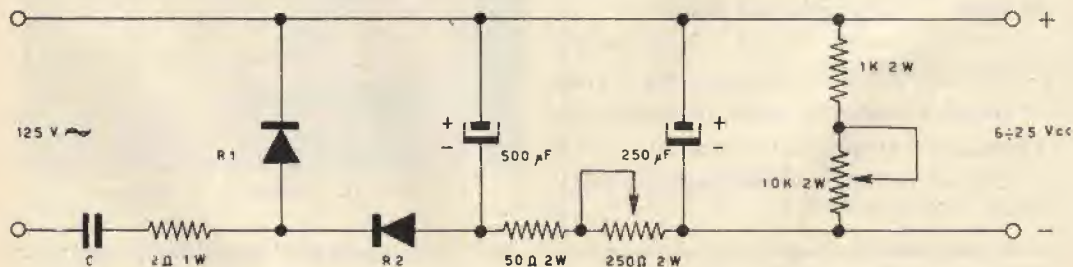 +
1K 2W
125 V ~
R1
+
-
500 µF
250 µF
+
-
6÷25 Vcc
10K 2W
C
2Ω 1W
R2
50Ω 2W
250Ω 2W
-